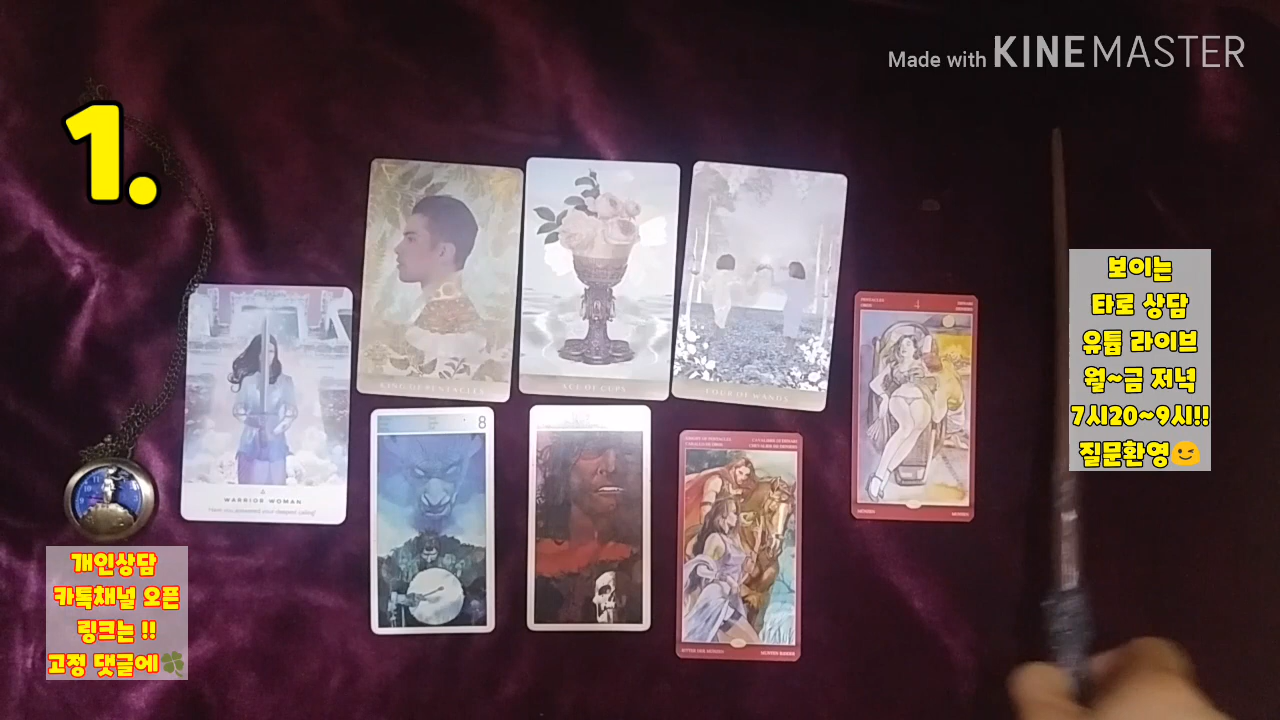 Made with KINEMASTER
1.
KING OF PENTACLES
ACE OF CUPS
FOUR OF WANDS
보이는
타로 상담
유튭 라이브
월~금 저녁
7시20~9시!!
질문환영😉
4
8
WARRIOR WOMAN
개인상담
카톡채널 오픈
링크는 !!
고정 댓글에🍀